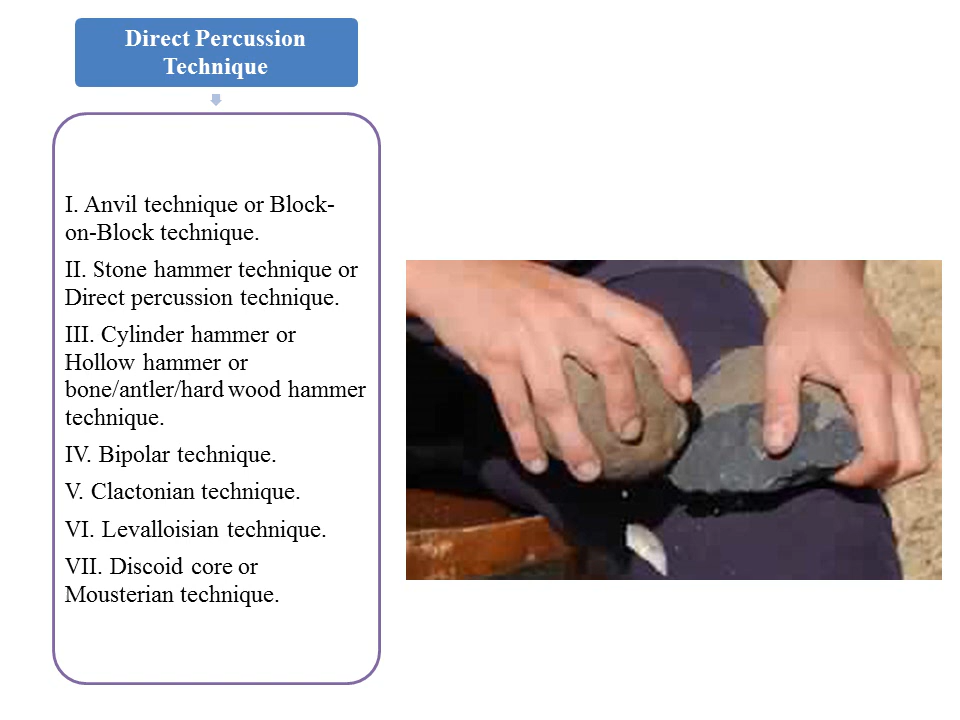 Direct Percussion
Technique
I. Anvil technique or Block-
on-Block technique.
II. Stone hammer technique or
Direct percussion technique.
III. Cylinder hammer or
Hollow hammer or
bone/antler/hard wood hammer
technique.
IV. Bipolar technique.
V. Clactonian technique.
VI. Levalloisian technique.
VII. Discoid core or
Mousterian technique.